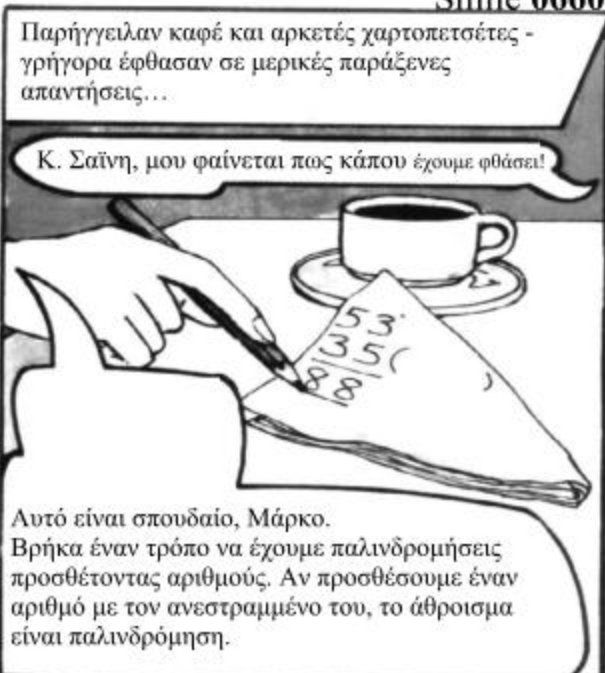 Παρήγγειλαν καφέ και αρκετές χαρτοπετσέτες -
γρήγορα έφθασαν σε μερικές παράξενες
απαντήσεις…
Κ. Σαΐνη, μου φαίνεται πως κάπου έχουμε φθάσει!
53
35
88
Αυτό είναι σπουδαίο, Μάρκο.
Βρήκα έναν τρόπο να έχουμε παλινδρομήσεις
προσθέτοντας αριθμούς. Αν προσθέσουμε έναν
αριθμό με τον ανεστραμμένο του, το άθροισμα
είναι παλινδρόμηση.